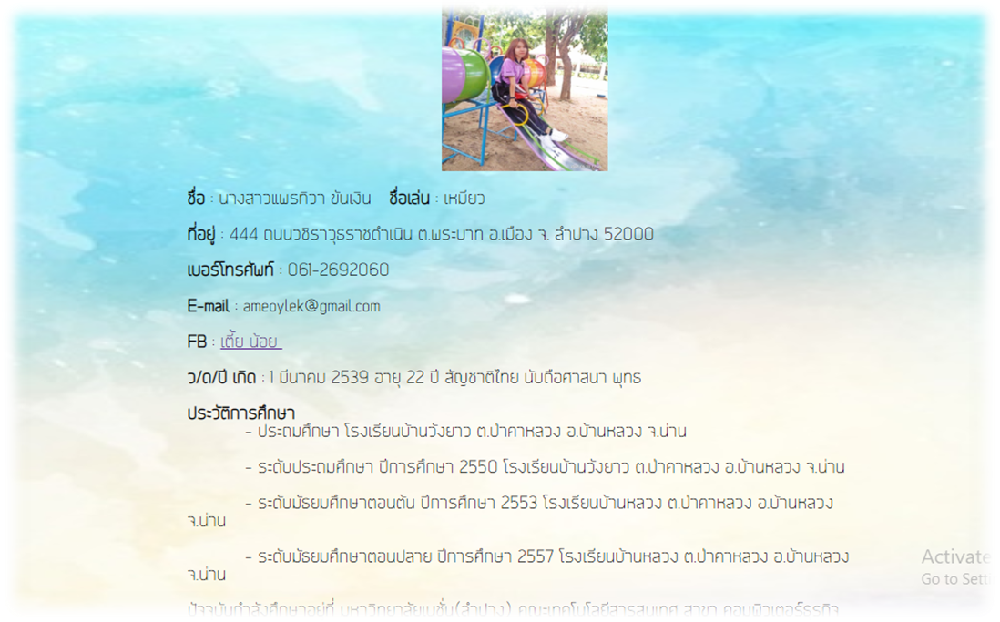 ชื่อ : นางสาวแพรทิวา ขันเงิน ชื่อเล่น : เหมียว
ที่อยู่ : 444 ถนนวชิราวุธราชดำเนิน ต.พระบาท อ.เมือง จ. ลำปาง 52000
เบอร์โทรศัพท์ : 061-2692060
E-mail : ameoylek@gmail.com
FB : เตี้ย น้อย
ว/ด/ปี เกิด : 1 มีนาคม 2539 อายุ 22 ปี สัญชาติไทย นับถือศาสนา พุทธ
ประวัติการศึกษา
- ประถมศึกษา โรงเรียนบ้านวังยาว ต.ป่าคาหลวง อ.บ้านหลวง จ.น่าน
- ระดับประถมศึกษา ปีการศึกษา 2550 โรงเรียนบ้านวังยาว ต.ป่าคาหลวง อ.บ้านหลวง จ.น่าน
- ระดับมัธยมศึกษาตอนต้น ปีการศึกษา 2553 โรงเรียนบ้านหลวง ต.ป่าคาหลวง อ.บ้านหลวง
จ.น่าน
- ระดับมัธยมศึกษาตอนปลาย ปีการศึกษา 2557 โรงเรียนบ้านหลวง ต.ป่าคาหลวง อ.บ้านหลวง
จ.น่าน
ปัจจุบันกำลังศึกษาอยู่ที่ มหาวิทยาลัยเนชั่น(ลำปาง) คณะเทคโนโลยีสารสนเทศ สาขา คอมพิวเตอร์ธุรกิจ
Activate
Go to Setti